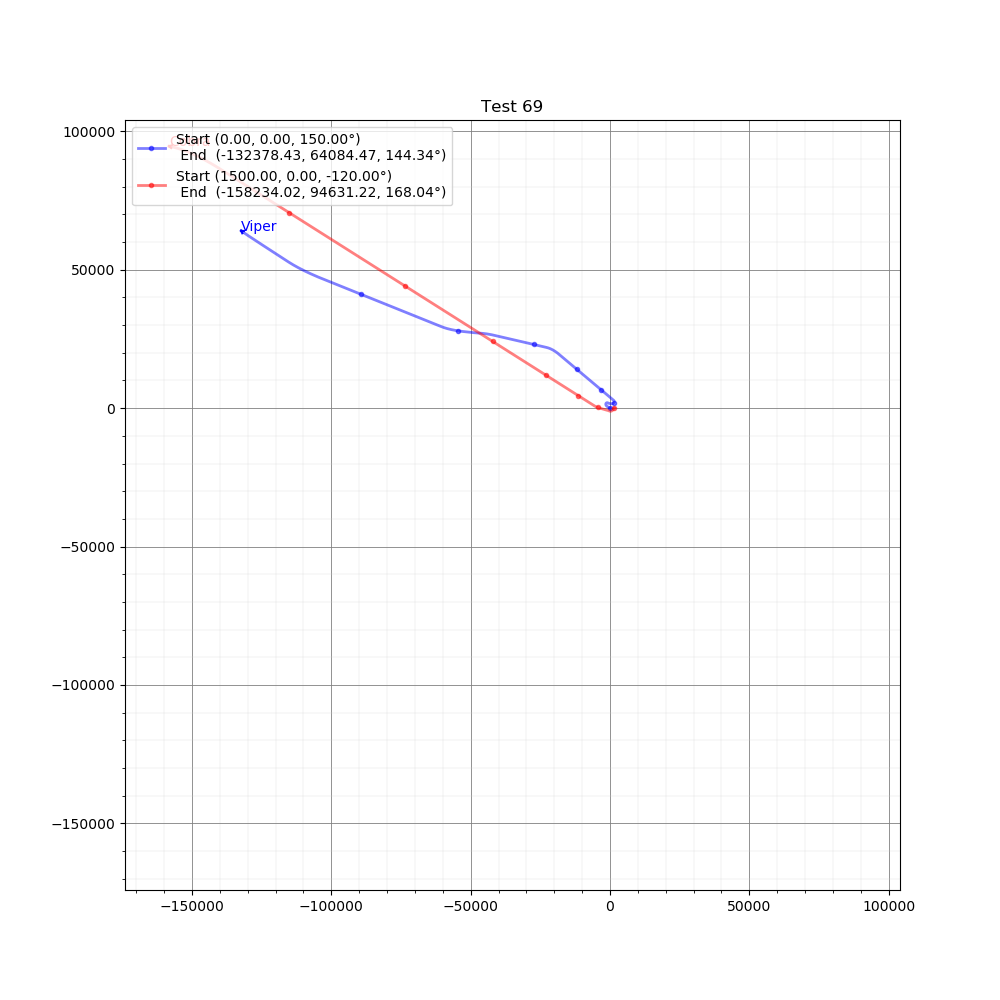 Test 69
Start (0.00, 0.00, 150.00°)
End (-132378.43, 64084.47, 144.34°)
Start (1500.00, 0.00, -120.00°)
End (-158234.02, 94631.22, 168.04°)
Viper
100000
50000
0
−50000
−100000
−150000
−150000 −100000 −50000 0 50000 100000